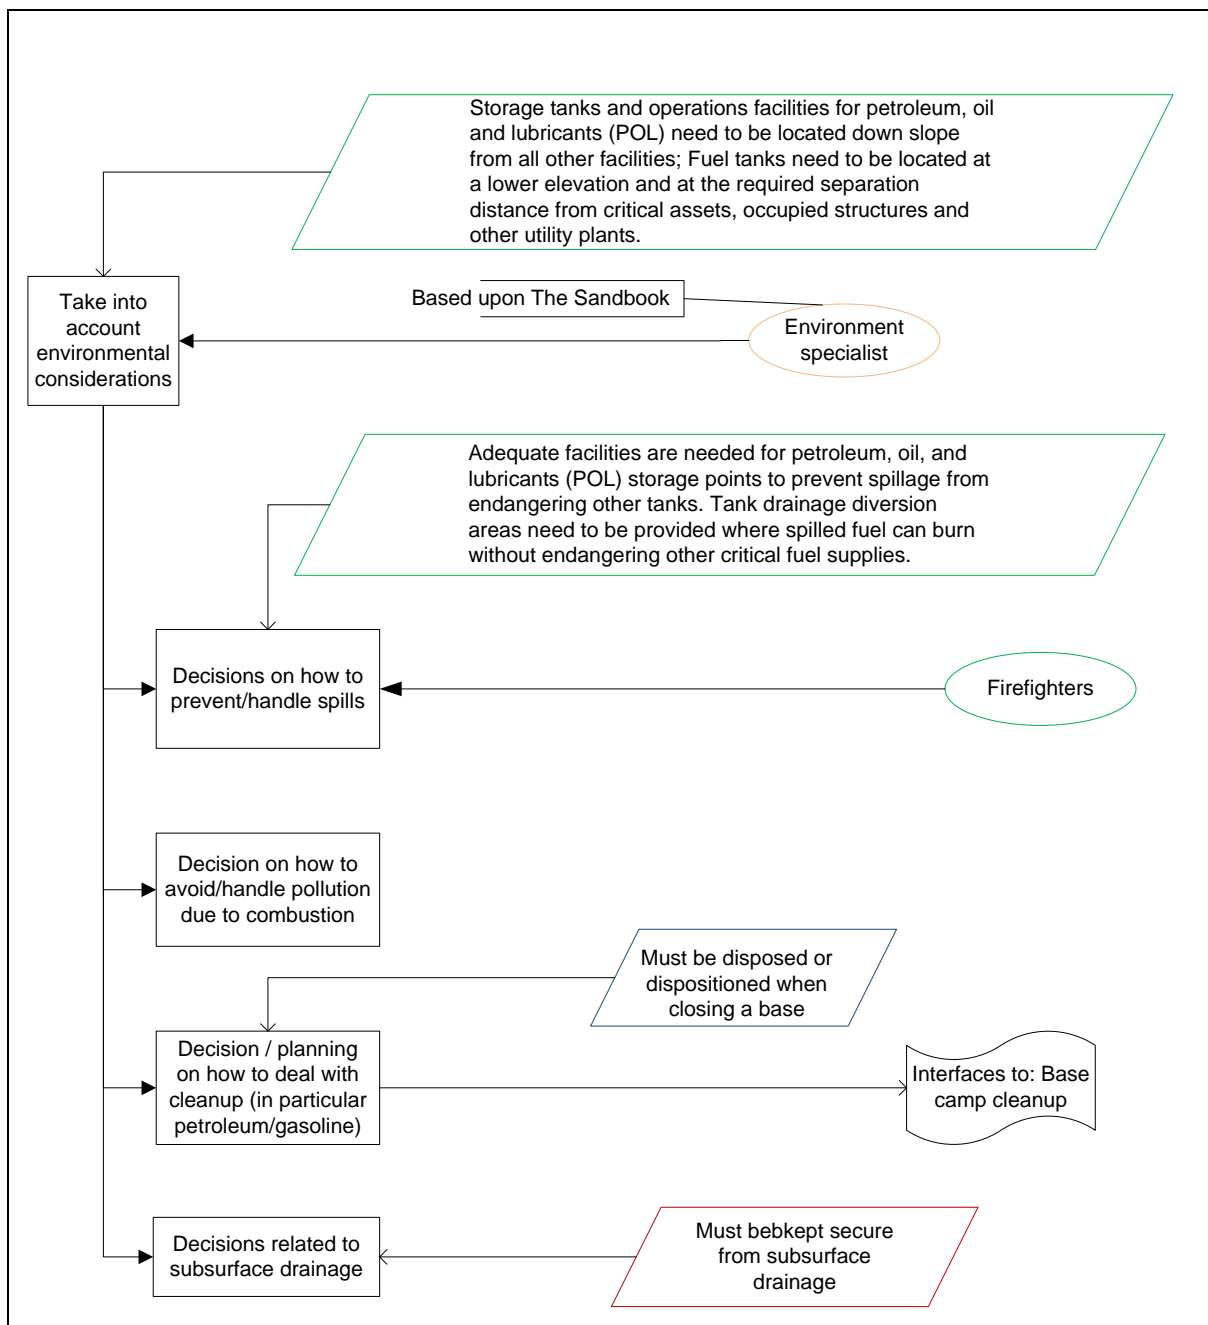 Storage tanks and operations facilities for petroleum, oil
and lubricants (POL) need to be located down slope
from all other facilities; Fuel tanks need to be located at
a lower elevation and at the required separation
distance from critical assets, occupied structures and
other utility plants.
Take into
account
environmental
considerations
Based upon The Sandbook
Environment
specialist
Adequate facilities are needed for petroleum, oil, and
lubricants (POL) storage points to prevent spillage from
endangering other tanks. Tank drainage diversion
areas need to be provided where spilled fuel can burn
without endangering other critical fuel supplies.
Decisions on how to
prevent/handle spills
Firefighters
Decision on how to
avoid/handle pollution
due to combustion
Must be disposed or
dispositioned when
closing a base
Decision / planning
on how to deal with
cleanup (in particular
petroleum/gasoline)
Interfaces to: Base
camp cleanup
Decisions related to
subsurface drainage
Must bebkept secure
from subsurface
drainage